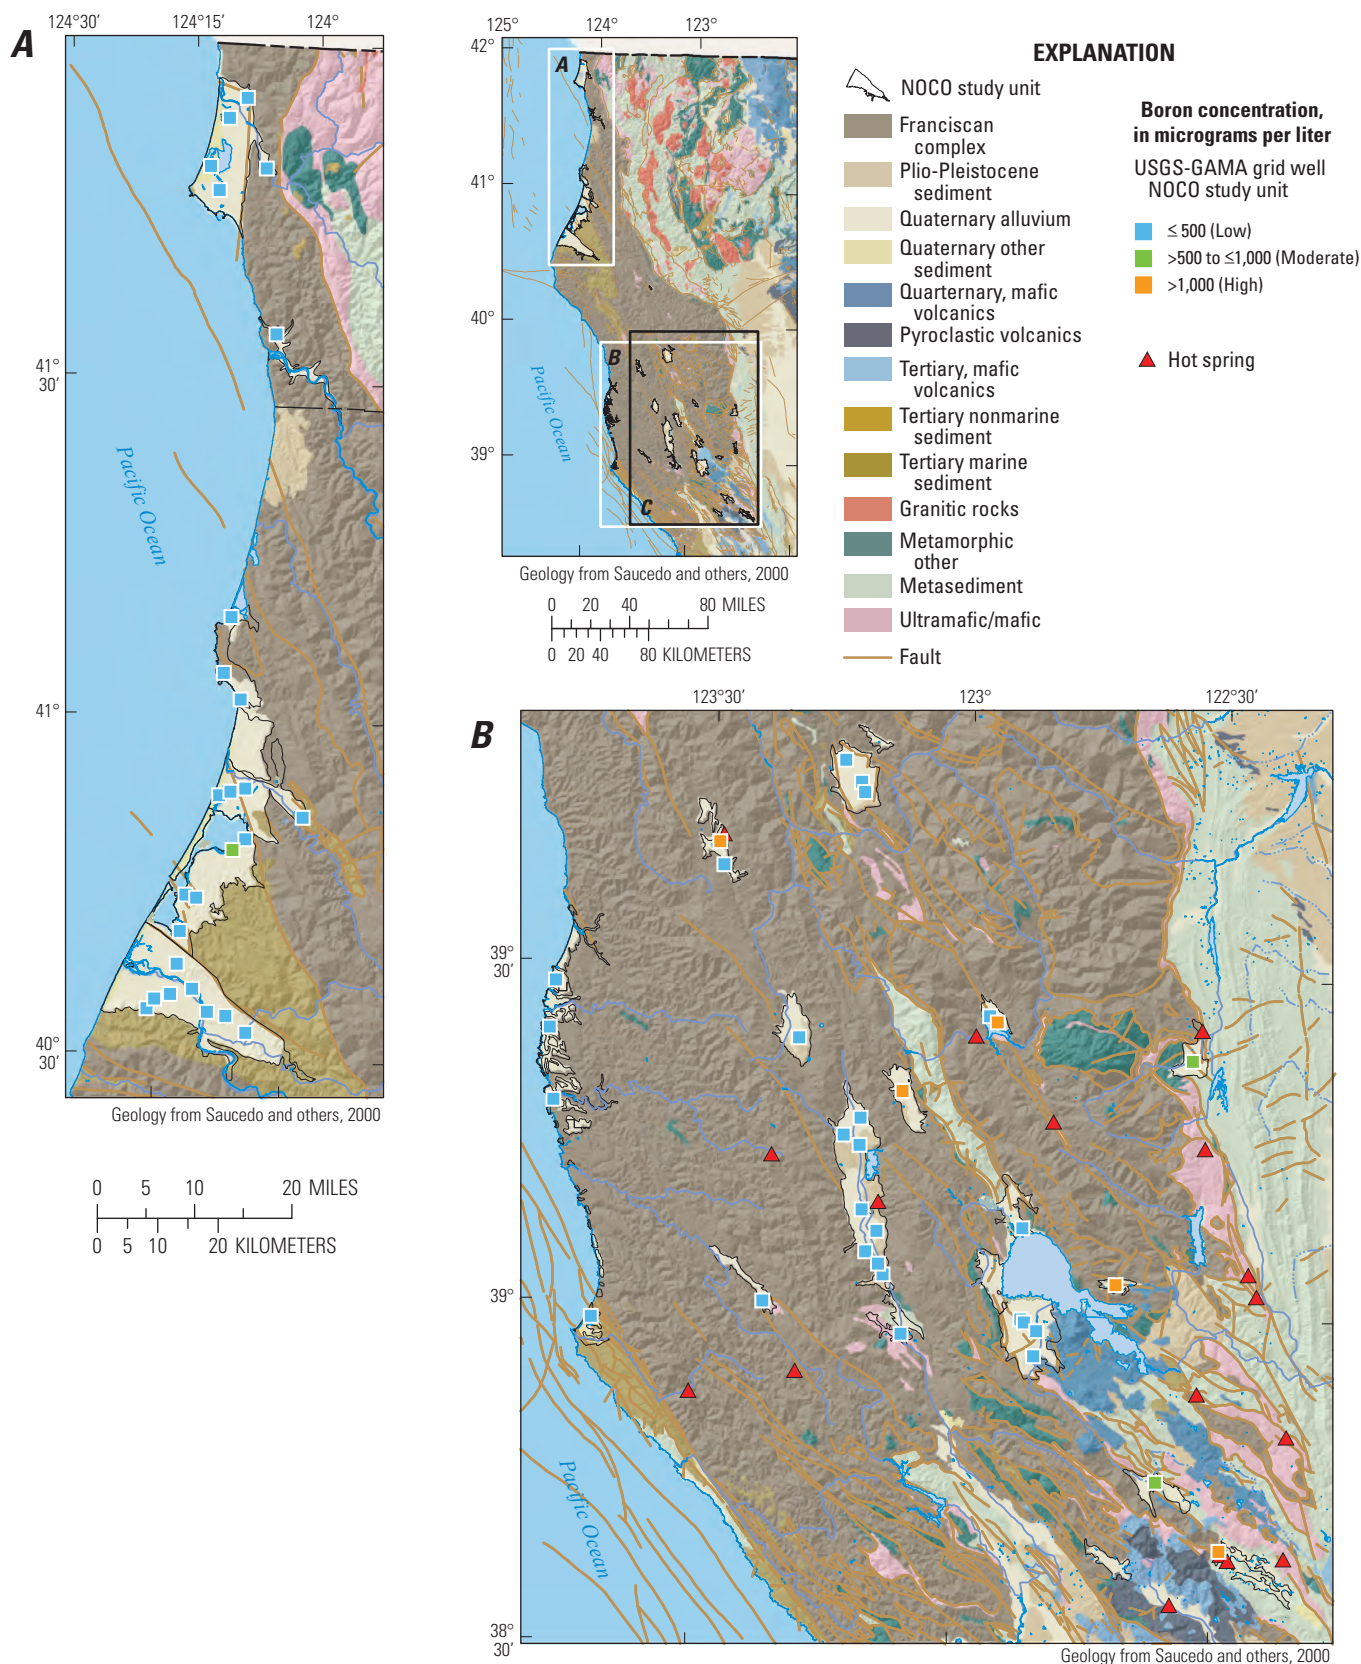 A
124°30'
124°15'
124°
41°
30'
41°
40°
30'
Pacific Ocean
Geology from Saucedo and others, 2000
0 5 10 20 MILES
0 5 10 20 KILOMETERS
125°
124°
123°
42°
41°
40°
39°
A
B
C
Pacific Ocean
Geology from Saucedo and others, 2000
0 20 40 80 MILES
0 20 40 80 KILOMETERS
EXPLANATION
NOCO study unit
Franciscan
complex
Plio-Pleistocene
sediment
Quaternary alluvium
Quaternary other
sediment
Quarternary, mafic
volcanics
Pyroclastic volcanics
Tertiary, mafic
volcanics
Tertiary nonmarine
sediment
Tertiary marine
sediment
Granitic rocks
Metamorphic
other
Metasediment
Ultramafic/mafic
Fault
Boron concentration,
in micrograms per liter
USGS-GAMA grid well
NOCO study unit
≤ 500 (Low)
>500 to ≤1,000 (Moderate)
>1,000 (High)
Hot spring
B
123°30'
123°
122°30'
39°
30'
39°
38°
30'
Pacific Ocean
Geology from Saucedo and others, 2000